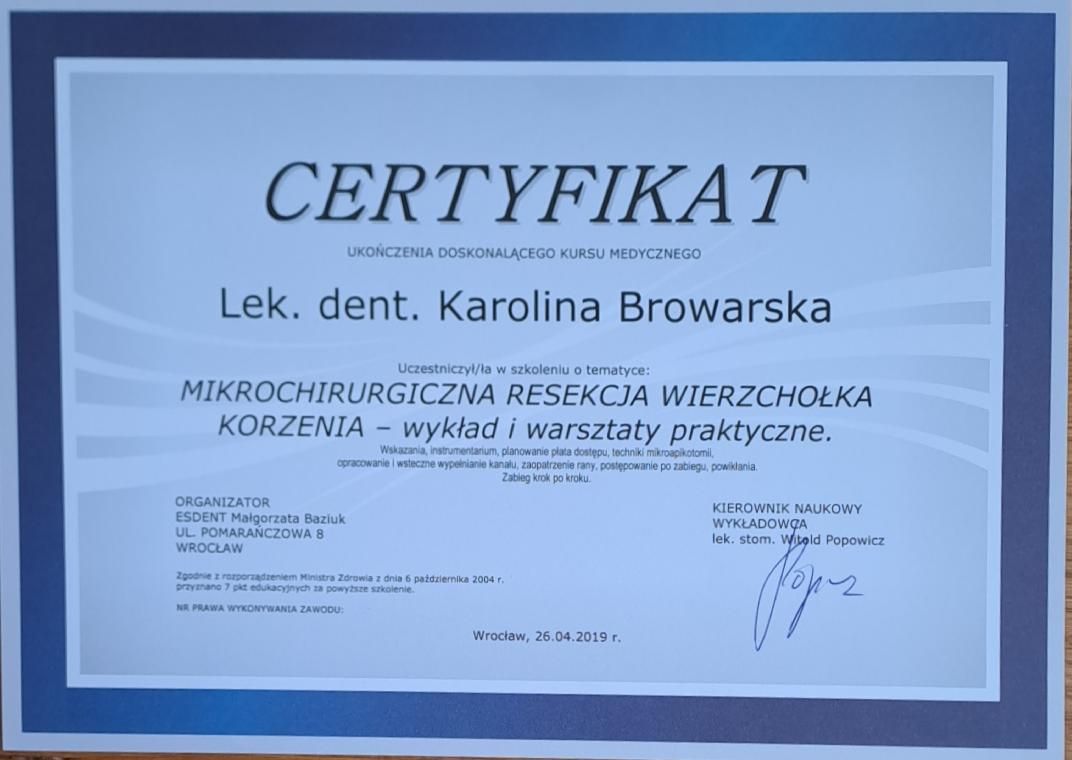 CERTYFIKAT
UKOŃCZENIA DOSKONALĄCEGO KURSU MEDYCZNEGO
Lek. dent. Karolina Browarska
Uczestniczył/ła w szkoleniu o tematyce:
MIKROCHIRURGICZNA RESEKCJA WIERZCHOŁKA
KORZENIA – wykład i warsztaty praktyczne.
Wskazania, instrumentarium, planowanie płata dostępu, techniki mikroapikotomii,
opracowanie i wsteczne wypełnianie kanału, zaopatrzenie rany, postępowanie po zabiegu, powikłania.
Zabieg krok po kroku.
ORGANIZATOR
ESDENT Małgorzata Baziuk
UL. POMARAŃCZOWA 8
WROCŁAW
KIEROWNIK NAUKOWY
WYKŁADOWCA
lek. stom. Witold Popowicz
Zgodnie z rozporządzeniem Ministra Zdrowia z dnia 6 października 2004 r.
przyznano 7 pkt edukacyjnych za powyższe szkolenie.
NR PRAWA WYKONYWANIA ZAWODU:
Wrocław, 26.04.2019 r.